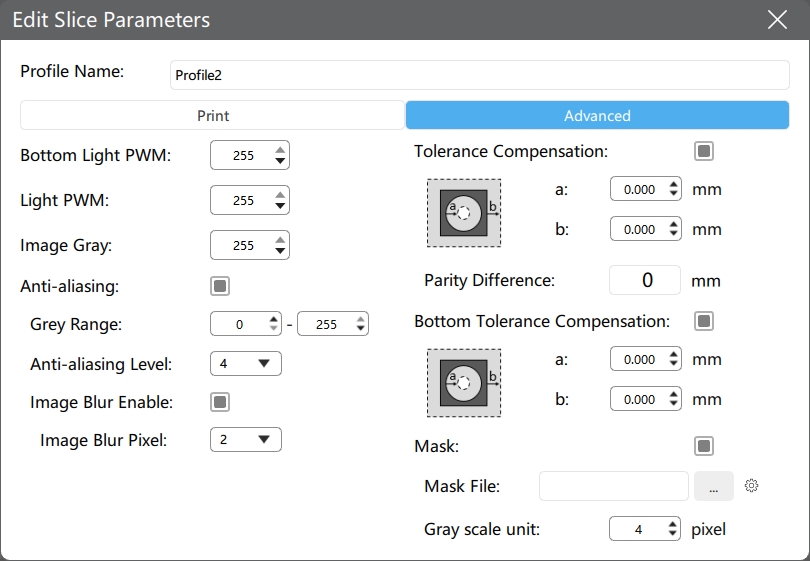 Edit Slice Parameters
Profile Name: Profile2
Print Advanced
Bottom Light PWM: 255
Light PWM: 255
Image Gray: 255
Anti-aliasing:
Grey Range: 0 - 255
Anti-aliasing Level: 4
Image Blur Enable:
Image Blur Pixel: 2
Tolerance Compensation:
a b
a: 0.000 mm
b: 0.000 mm
Parity Difference: 0 mm
Bottom Tolerance Compensation:
a b
a: 0.000 mm
b: 0.000 mm
Mask:
Mask File: ...
Gray scale unit: 4 pixel